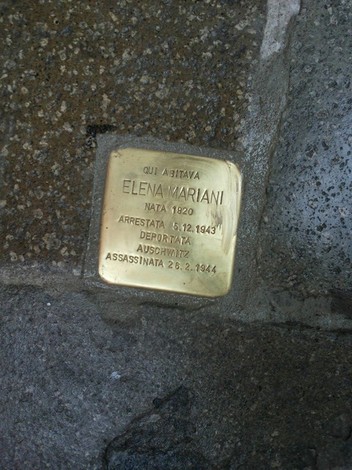 QUI ABITAVA
ELENA MARIANI
NATA 1920
ARRESTATA 5.12.1943
DEPORTATA
AUSCHWITZ
ASSASSINATA 26.2.1944